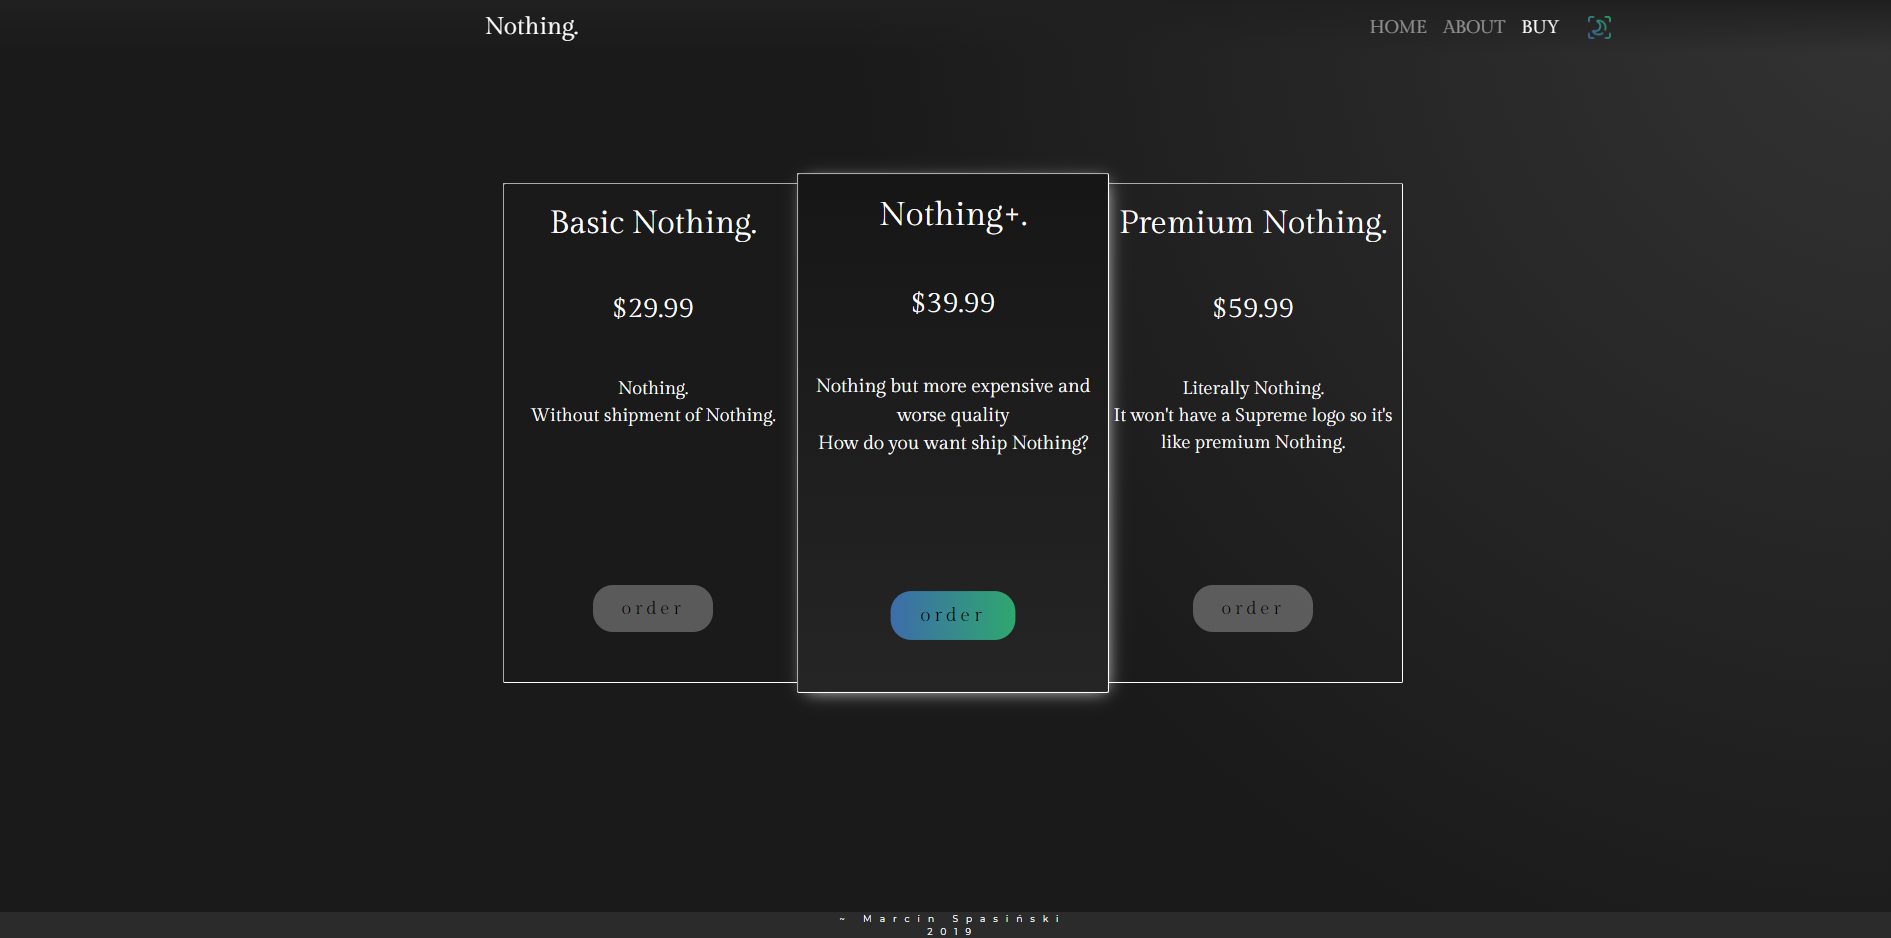 Nothing.
HOME ABOUT BUY
Basic Nothing.
$29.99
Nothing.
Without shipment of Nothing.
order
Nothing+.
$39.99
Nothing but more expensive and
worse quality
How do you want ship Nothing?
order
Premium Nothing.
$59.99
Literally Nothing.
It won't have a Supreme logo so it's
like premium Nothing.
order
~ Marcin Spasiński
2019